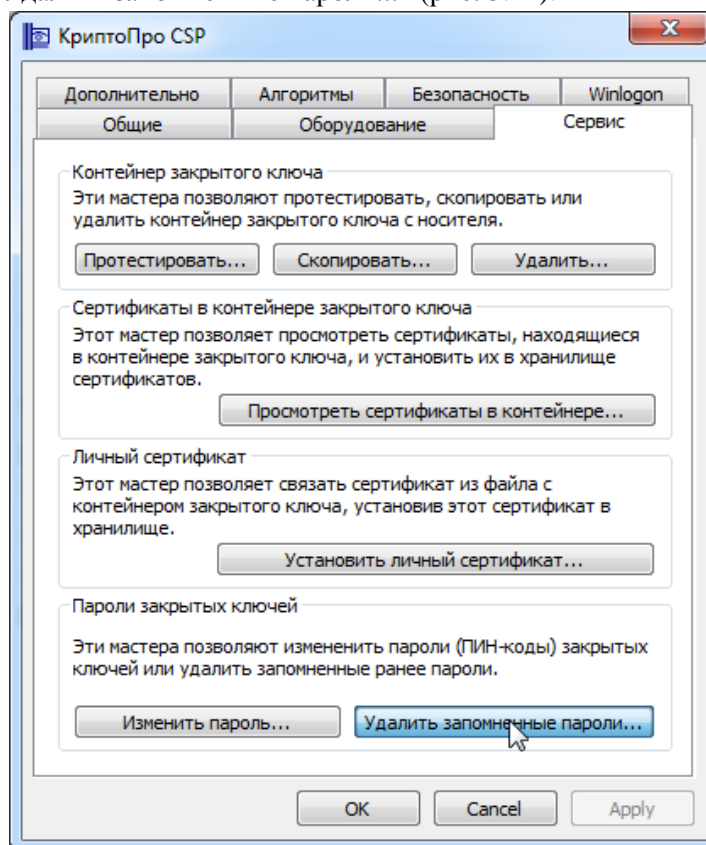 КриптоПро CSP
Дополнительно Алгоритмы Безопасность Winlogon
Общие Оборудование Сервис
Контейнер закрытого ключа
Эти мастера позволяют протестировать, скопировать или
удалить контейнер закрытого ключа с носителя.
Протестировать... Скопировать... Удалить...
Сертификаты в контейнере закрытого ключа
Этот мастер позволяет просмотреть сертификаты, находящиеся
в контейнере закрытого ключа, и установить их в хранилище
сертификатов.
Просмотреть сертификаты в контейнере...
Личный сертификат
Этот мастер позволяет связать сертификат из файла с
контейнером закрытого ключа, установив этот сертификат в
хранилище.
Установить личный сертификат...
Пароли закрытых ключей
Эти мастера позволяют измененить пароли (ПИН-коды) закрытых
ключей или удалить запомненные ранее пароли.
Изменить пароль... Удалить запомненные пароли...
OK Cancel Apply